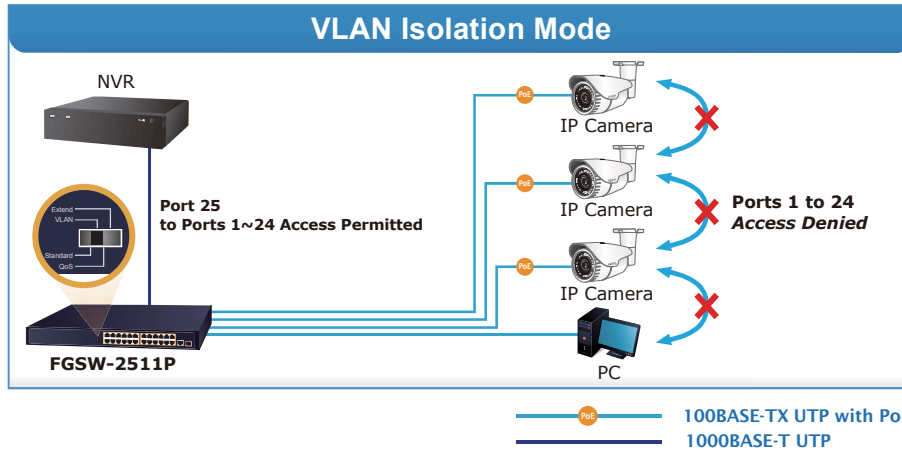 VLAN Isolation Mode
NVR
PoE
IP Camera
Extend
VLAN
Standard
QoS
Port 25
to Ports 1~24 Access Permitted
PoE
IP Camera
Ports 1 to 24
Access Denied
PoE
IP Camera
FGSW-2511P
PC
PoE
100BASE-TX UTP with Po
1000BASE-T UTP